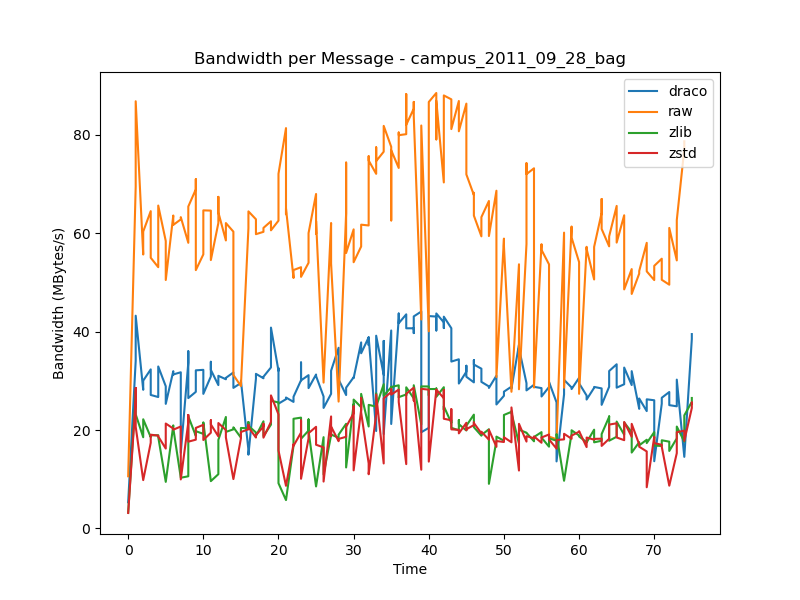 Bandwidth per Message - campus_2011_09_28_bag
draco
raw
zlib
zstd
Bandwidth (MBytes/s)
80
60
40
20
0
0 10 20 30 40 50 60 70
Time